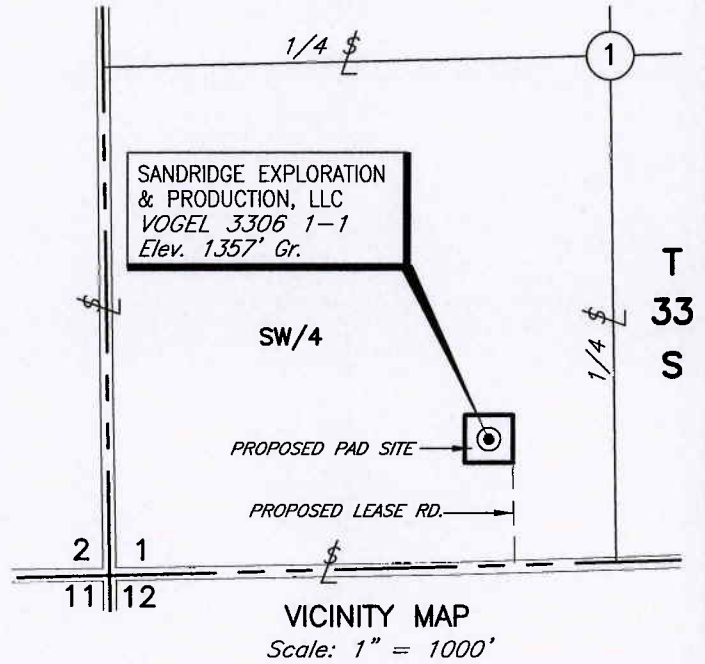 1/4 $
1
SANDRIDGE EXPLORATION
& PRODUCTION, LLC
VOGEL 3306 1-1
Elev. 1357' Gr.
T
33
S
$
SW/4
1/4 $
PROPOSED PAD SITE
PROPOSED LEASE RD.
2 1
$
11 12
VICINITY MAP
Scale: 1" = 1000'